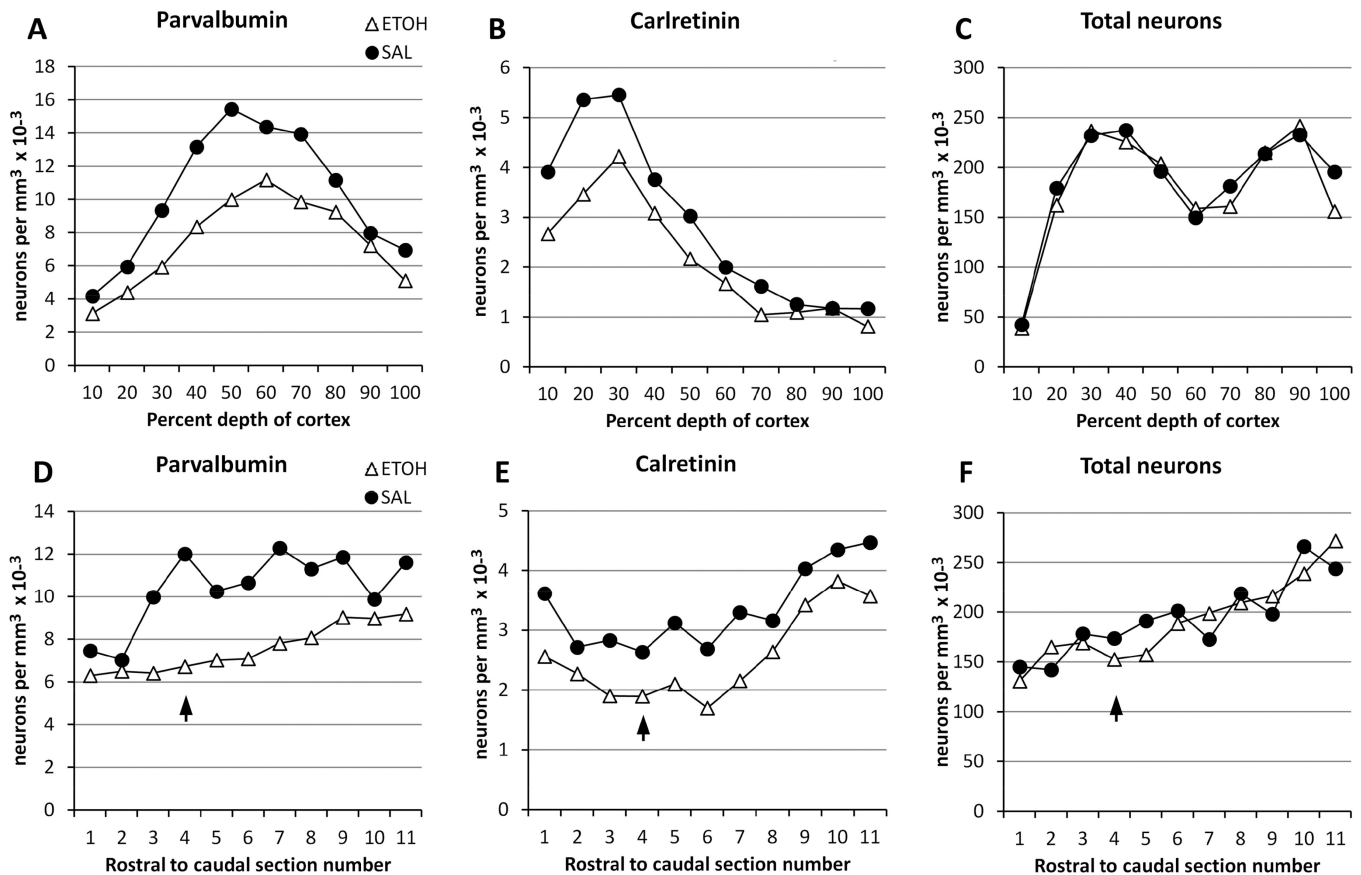 A
Parvalbumin
ETOH
SAL
18
16
14
12
10
8
6
4
2
0
neurons per mm³ x 10-³
10 20 30 40 50 60 70 80 90 100
Percent depth of cortex
B
Carlretinin
6
5
4
3
2
1
0
neurons per mm³ x 10-³
10 20 30 40 50 60 70 80 90 100
Percent depth of cortex
C
Total neurons
300
250
200
150
100
50
0
neurons per mm³ x 10-³
10 20 30 40 50 60 70 80 90 100
Percent depth of cortex
D
Parvalbumin
ETOH
SAL
14
12
10
8
6
4
2
0
neurons per mm³ x 10-³
1 2 3 4 5 6 7 8 9 10 11
Rostral to caudal section number
E
Calretinin
5
4
3
2
1
0
neurons per mm³ x 10-³
1 2 3 4 5 6 7 8 9 10 11
Rostral to caudal section number
F
Total neurons
300
250
200
150
100
50
0
neurons per mm³ x 10-³
1 2 3 4 5 6 7 8 9 10 11
Rostral to caudal section number